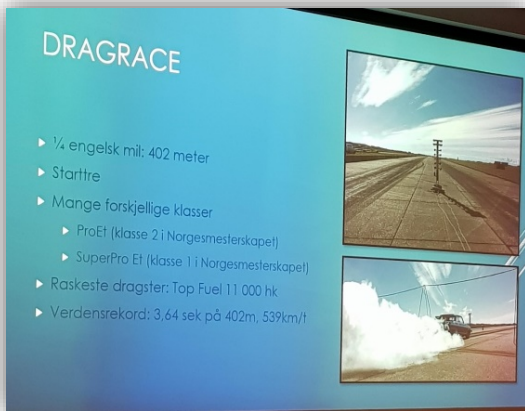 DRAGRACE
¼ engelsk mil: 402 meter
Starttre
Mange forskjellige klasser
ProEt (klasse 2 i Norgesmesterskapet)
SuperPro Et (klasse 1 i Norgesmesterskapet)
Raskeste dragster: Top Fuel 11 000 hk
Verdensrekord: 3,64 sek på 402m, 539km/t